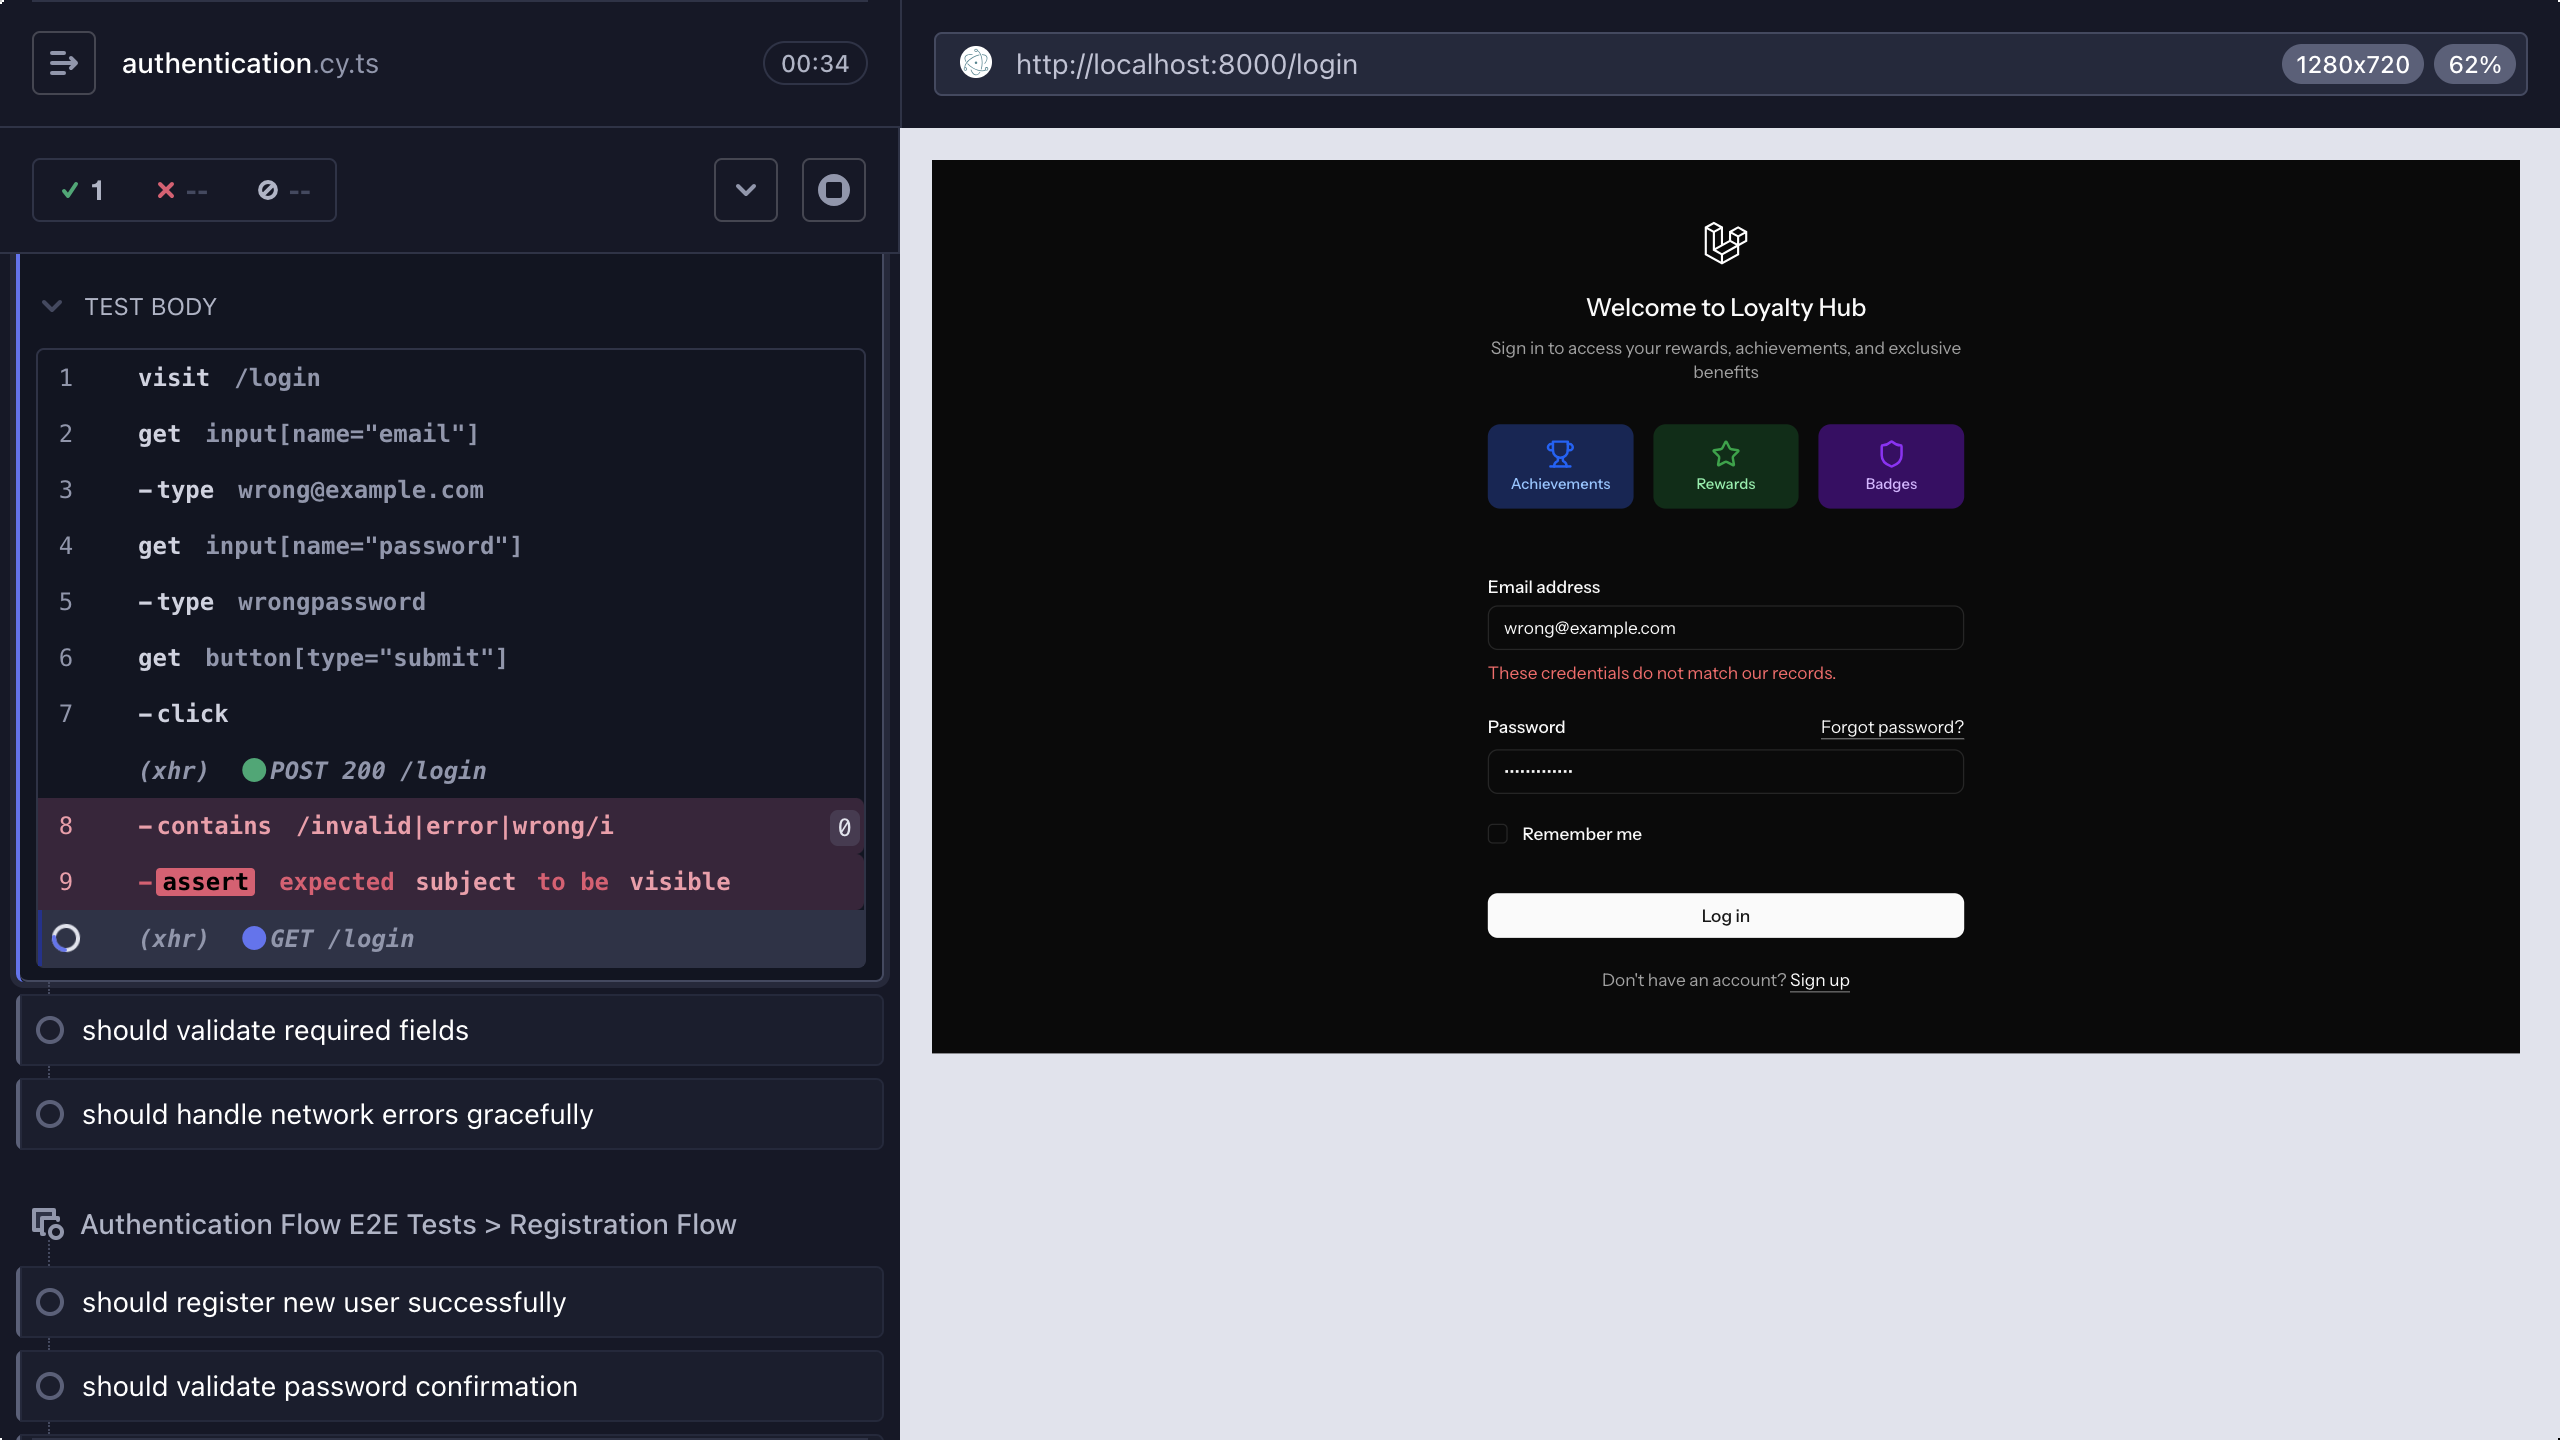 authentication.cy.ts
00:34
1 -- --
TEST BODY
1 visit /login
2 get input[name="email"]
3 -type wrong@example.com
4 get input[name="password"]
5 -type wrongpassword
6 get button[type="submit"]
7 -click
(xhr) POST 200 /login
8 -contains /invalid|error|wrong/i 0
9 -assert expected subject to be visible
(xhr) GET /login
should validate required fields
should handle network errors gracefully
Authentication Flow E2E Tests > Registration Flow
should register new user successfully
should validate password confirmation
http://localhost:8000/login 1280x720 62%
Welcome to Loyalty Hub
Sign in to access your rewards, achievements, and exclusive
benefits
Achievements Rewards Badges
Email address
wrong@example.com
These credentials do not match our records.
Password Forgot password?
•••••••••••••
Remember me
Log in
Don't have an account? Sign up